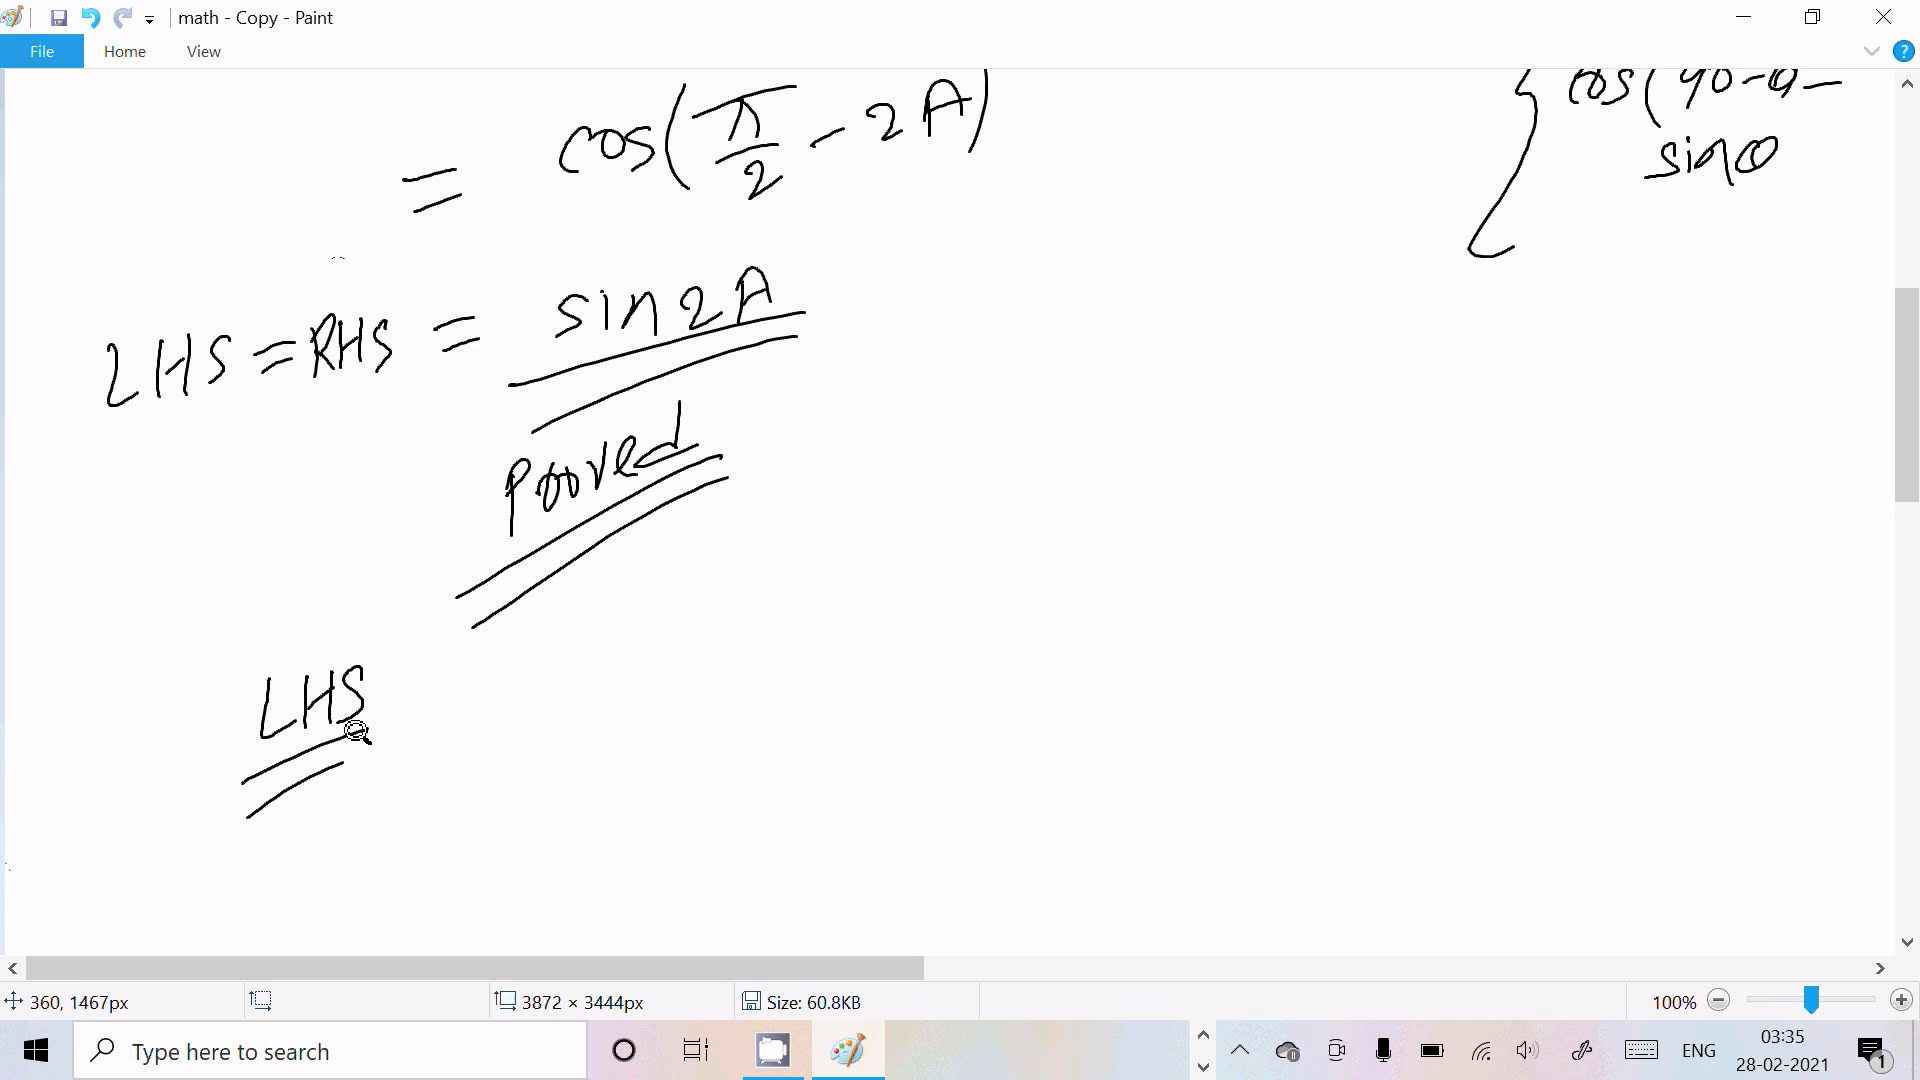 math - Copy - Paint
File Home View
cos(90-θ=
sinθ
= cos(π/2 - 2A)
LHS = RHS = sin2A
Proved
LHS
360, 1467px
3872 × 3444px
Size: 60.8KB
100%
Type here to search
ENG
03:35
28-02-2021
1